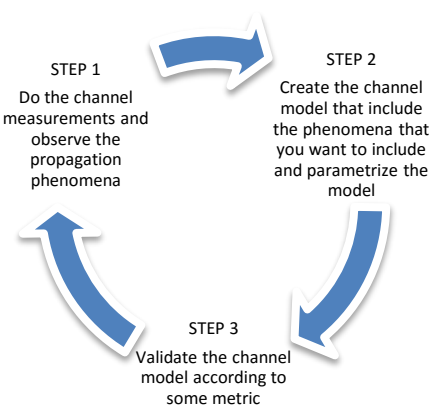 STEP 1
Do the channel
measurements and
observe the
propagation
phenomena
STEP 2
Create the channel
model that include
the phenomena that
you want to include
and parametrize the
model
STEP 3
Validate the channel
model according to
some metric